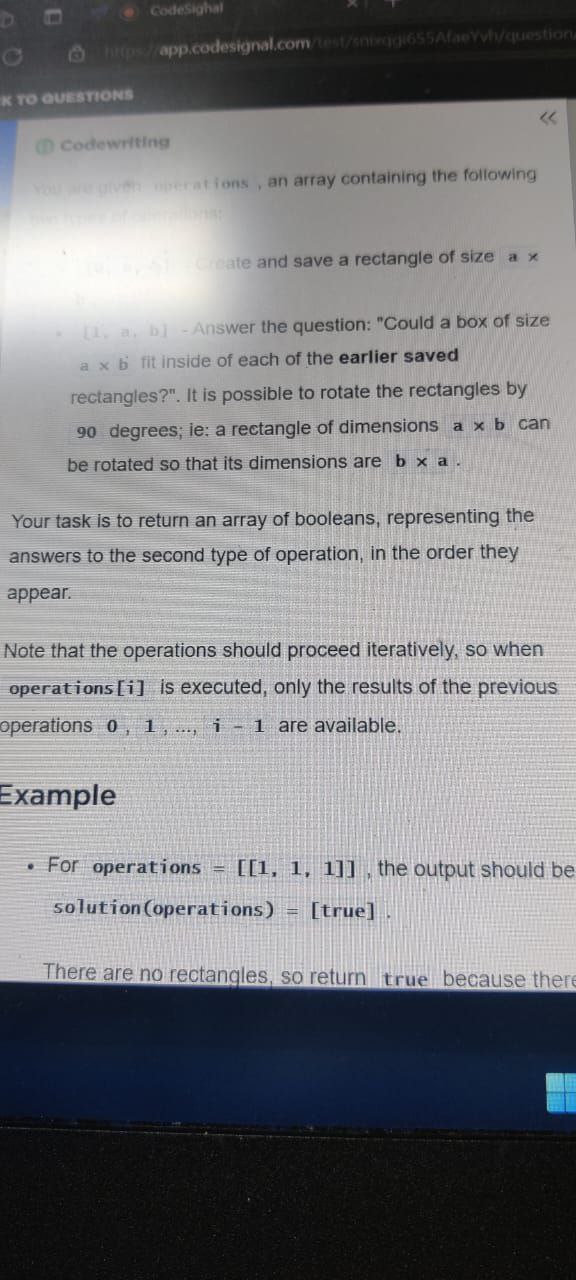 CodeSignal
https://app.codesignal.com/test/
K TO QUESTIONS
Codewriting
You are given operations , an array containing the following
two types of operations:
Create and save a rectangle of size a ×
[1, a, b] - Answer the question: "Could a box of size
a × b fit inside of each of the earlier saved
rectangles?". It is possible to rotate the rectangles by
90 degrees; ie: a rectangle of dimensions a × b can
be rotated so that its dimensions are b × a .
Your task is to return an array of booleans, representing the
answers to the second type of operation, in the order they
appear.
Note that the operations should proceed iteratively, so when
operations[i] is executed, only the results of the previous
operations 0 , 1 , ..., i - 1 are available.
Example
• For operations = [[1, 1, 1]] , the output should be
solution(operations) = [true] .
There are no rectangles, so return true because there